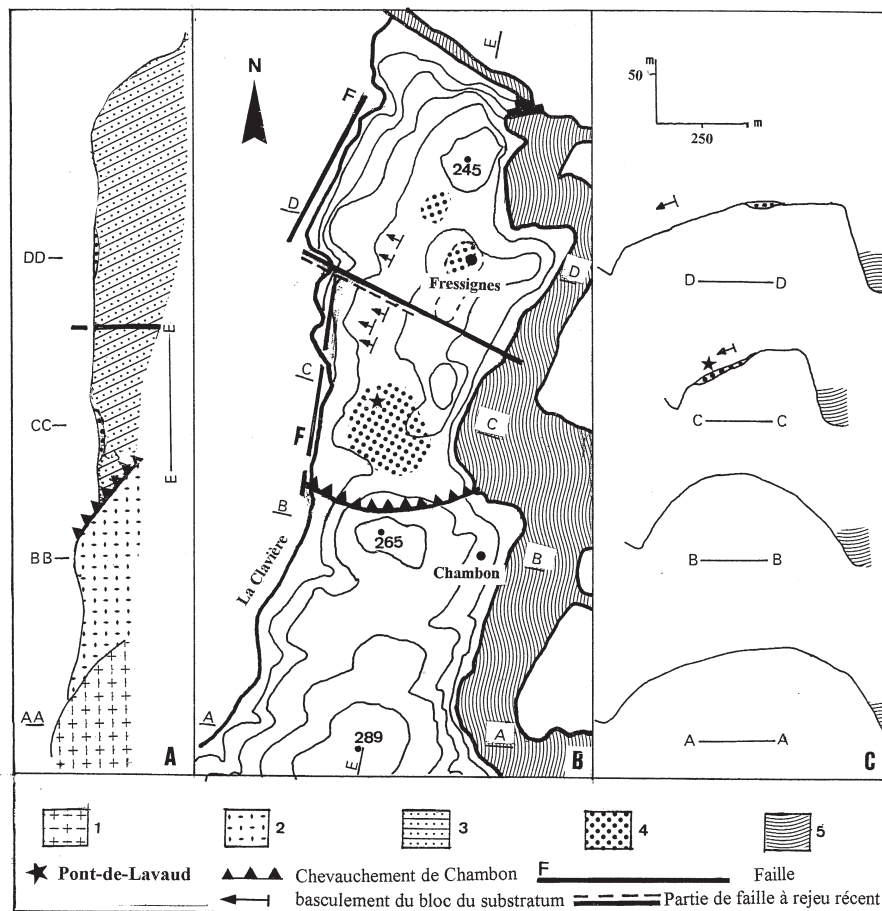 DD
E
CC
E
BB
AA
A
N
E
F
245
D
D
Fressignes
C
C
F
B
B
265
Chambon
La Clavière
A
A
289
E
B
m
50
250
m
D D
C C
B B
A A
C
1
2
3
4
5
Pont-de-Lavaud
Chevauchement de Chambon
F
Faille
basculement du bloc du substratum
Partie de faille à rejeu récent